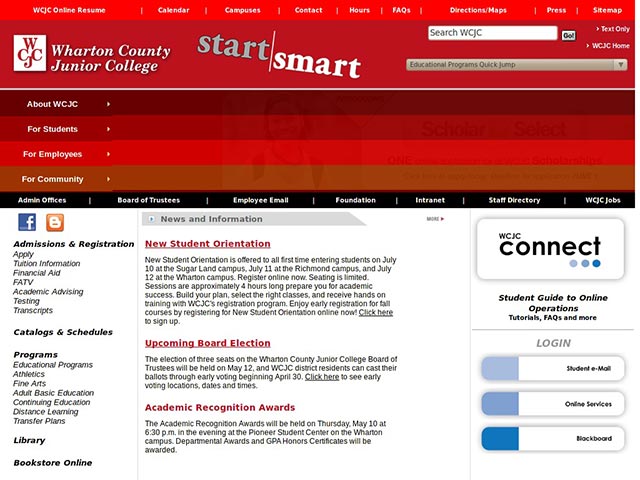 WCJC Online Resume | Calendar | Campuses | Contact | Hours | FAQs | Directions/Maps | Press | Sitemap
WCJC
Wharton County
Junior College
start smart
Search WCJC
Go!
Text Only
WCJC Home
Educational Programs Quick Jump
About WCJC
For Students
For Employees
For Community
Scholar Select
ONE Scholarships
Admin Offices | Board of Trustees | Employee Email | Foundation | Intranet | Staff Directory | WCJC Jobs
Admissions & Registration
Apply
Tuition Information
Financial Aid
FATV
Academic Advising
Testing
Transcripts
Catalogs & Schedules
Programs
Educational Programs
Athletics
Fine Arts
Adult Basic Education
Continuing Education
Distance Learning
Transfer Plans
Library
Bookstore Online
News and Information
MORE
New Student Orientation
New Student Orientation is offered to all first time entering students on July
10 at the Sugar Land campus, July 11 at the Richmond campus, and July
12 at the Wharton campus. Register online now. Seating is limited.
Sessions are approximately 4 hours long prepare you for academic
success. Build your plan, select the right classes, and receive hands on
training with WCJC's registration program. Enjoy early registration for fall
courses by registering for New Student Orientation online now! Click here
to sign up.
Upcoming Board Election
The election of three seats on the Wharton County Junior College Board of
Trustees will be held on May 12, and WCJC district residents can cast their
ballots through early voting beginning April 30. Click here to see early
voting locations, dates and times.
Academic Recognition Awards
The Academic Recognition Awards will be held on Thursday, May 10 at
6:30 p.m. in the evening at the Pioneer Student Center on the Wharton
campus. Departmental Awards and GPA Honors Certificates will be
awarded.
WCJC
connect
Student Guide to Online
Operations
Tutorials, FAQs and more
LOGIN
Student e-Mail
Online Services
Blackboard